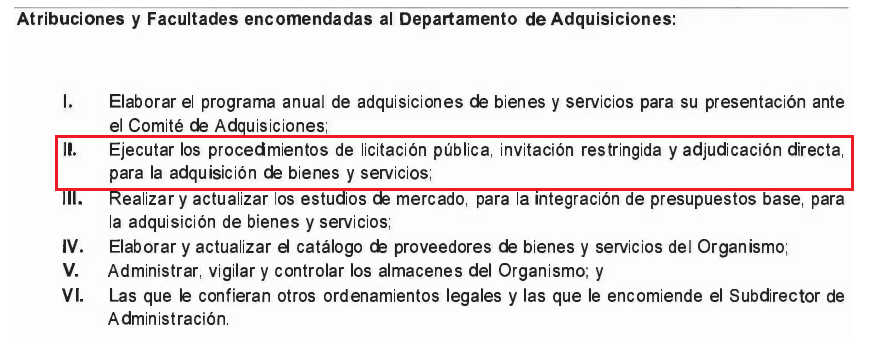 Atribuciones y Facultades encomendadas al Departamento de Adquisiciones:
I. Elaborar el programa anual de adquisiciones de bienes y servicios para su presentación ante
el Comité de Adquisiciones;
II. Ejecutar los procedimientos de licitación pública, invitación restringida y adjudicación directa,
para la adquisición de bienes y servicios;
III. Realizar y actualizar los estudios de mercado, para la integración de presupuestos base, para
la adquisición de bienes y servicios;
IV. Elaborar y actualizar el catálogo de proveedores de bienes y servicios del Organismo;
V. Administrar, vigilar y controlar los almacenes del Organismo; y
VI. Las que le confieran otros ordenamientos legales y las que le encomiende el Subdirector de
Administración.